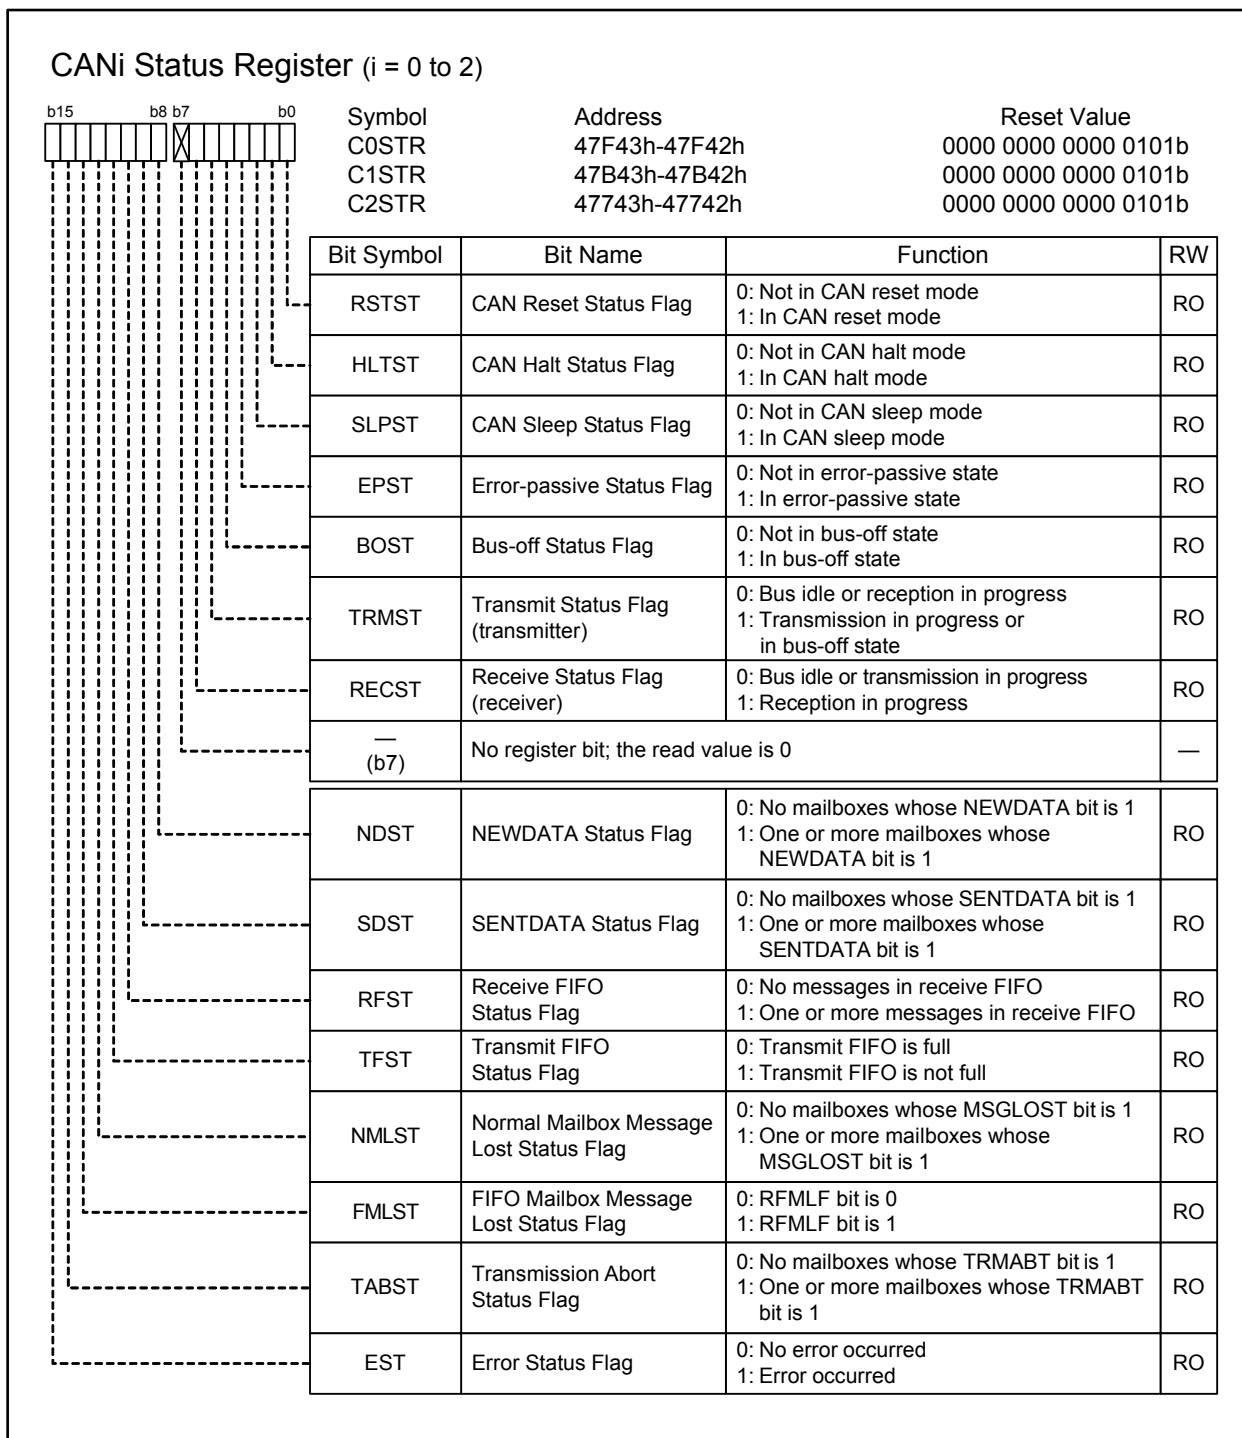 CANi Status Register (i = 0 to 2)
b15 b8 b7 b0
Symbol Address Reset Value
C0STR 47F43h-47F42h 0000 0000 0000 0101b
C1STR 47B43h-47B42h 0000 0000 0000 0101b
C2STR 47743h-47742h 0000 0000 0000 0101b
Bit Symbol Bit Name Function RW
RSTST CAN Reset Status Flag 0: Not in CAN reset mode RO
1: In CAN reset mode
HLTST CAN Halt Status Flag 0: Not in CAN halt mode RO
1: In CAN halt mode
SLPST CAN Sleep Status Flag 0: Not in CAN sleep mode RO
1: In CAN sleep mode
EPST Error-passive Status Flag 0: Not in error-passive state RO
1: In error-passive state
BOST Bus-off Status Flag 0: Not in bus-off state RO
1: In bus-off state
TRMST Transmit Status Flag 0: Bus idle or reception in progress RO
(transmitter) 1: Transmission in progress or
in bus-off state
RECST Receive Status Flag 0: Bus idle or transmission in progress RO
(receiver) 1: Reception in progress
— No register bit; the read value is 0 —
(b7)
NDST NEWDATA Status Flag 0: No mailboxes whose NEWDATA bit is 1 RO
1: One or more mailboxes whose
NEWDATA bit is 1
SDST SENTDATA Status Flag 0: No mailboxes whose SENTDATA bit is 1 RO
1: One or more mailboxes whose
SENTDATA bit is 1
RFST Receive FIFO 0: No messages in receive FIFO RO
Status Flag 1: One or more messages in receive FIFO
TFST Transmit FIFO 0: Transmit FIFO is full RO
Status Flag 1: Transmit FIFO is not full
NMLST Normal Mailbox Message 0: No mailboxes whose MSGLOST bit is 1 RO
Lost Status Flag 1: One or more mailboxes whose
MSGLOST bit is 1
FMLST FIFO Mailbox Message 0: RFMLF bit is 0 RO
Lost Status Flag 1: RFMLF bit is 1
TABST Transmission Abort 0: No mailboxes whose TRMABT bit is 1 RO
Status Flag 1: One or more mailboxes whose TRMABT
bit is 1
EST Error Status Flag 0: No error occurred RO
1: Error occurred